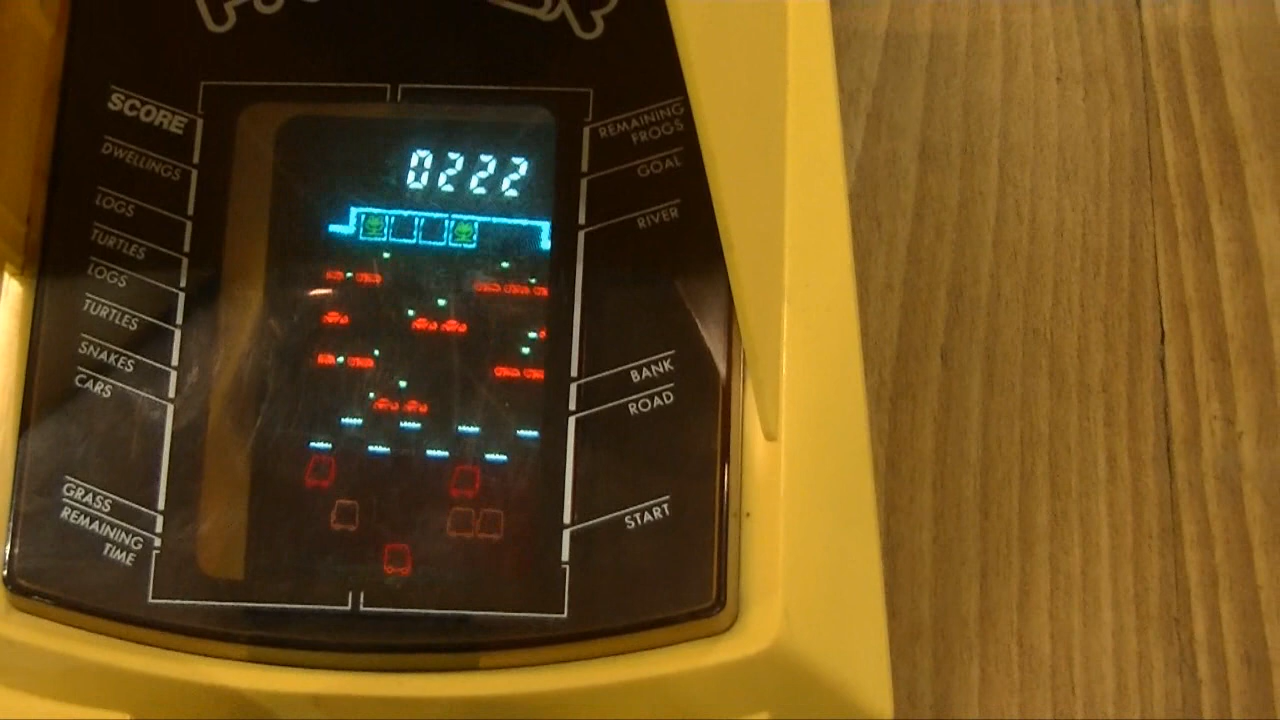 SCORE
DWELLINGS
LOGS
TURTLES
LOGS
TURTLES
SNAKES
CARS
GRASS
REMAINING
TIME
0222
REMAINING
FROGS
GOAL
RIVER
BANK
ROAD
START